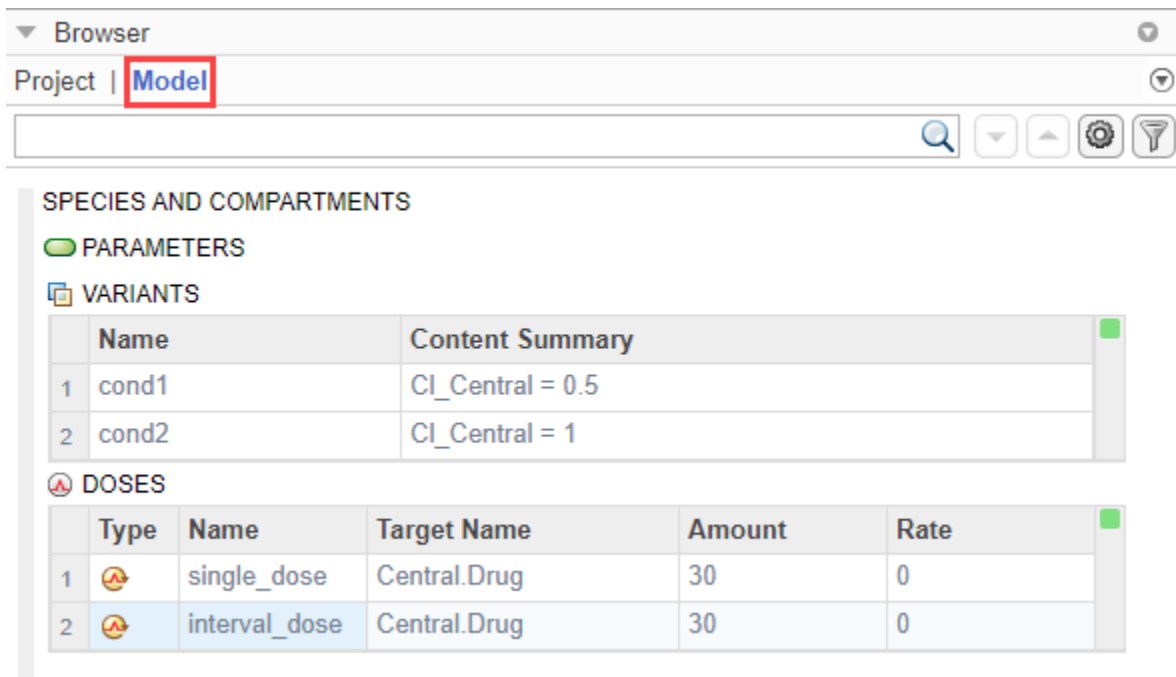 Browser
Project | Model
SPECIES AND COMPARTMENTS
PARAMETERS
VARIANTS
Name Content Summary
1 cond1 Cl_Central = 0.5
2 cond2 Cl_Central = 1
DOSES
Type Name Target Name Amount Rate
1 single_dose Central.Drug 30 0
2 interval_dose Central.Drug 30 0